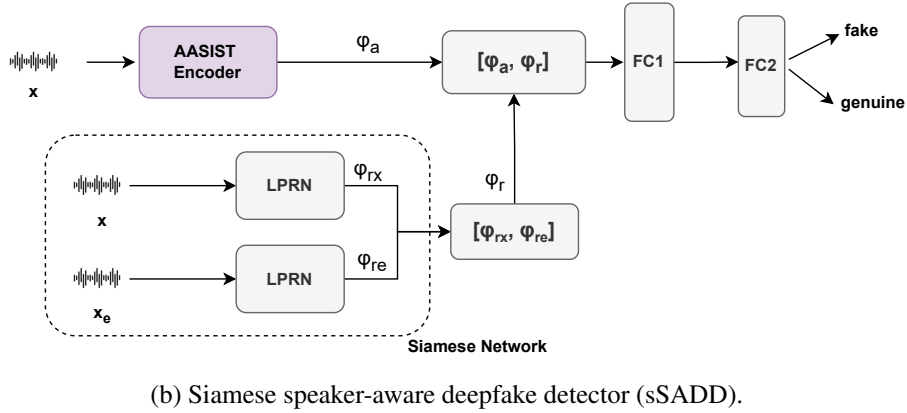 x
AASIST
Encoder
φa
[φa, φr]
FC1
FC2
fake
genuine
x
LPRN
φrx
φr
[φrx, φre]
xe
LPRN
φre
Siamese Network
(b) Siamese speaker-aware deepfake detector (sSADD).